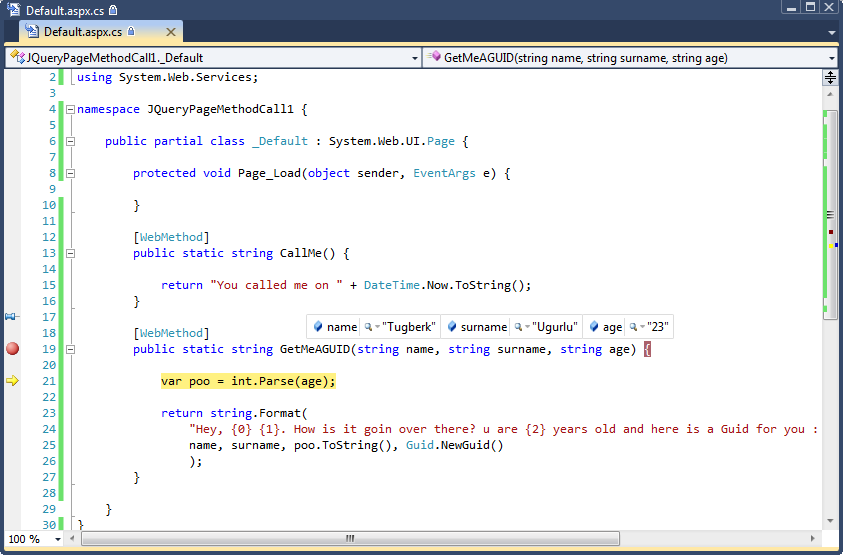 Default.aspx.cs
Default.aspx.cs
JQueryPageMethodCall1._Default
GetMeAGUID(string name, string surname, string age)
2 using System.Web.Services;
3
4 namespace JQueryPageMethodCall1 {
5
6 public partial class _Default : System.Web.UI.Page {
7
8 protected void Page_Load(object sender, EventArgs e) {
9
10 }
11
12 [WebMethod]
13 public static string CallMe() {
14
15 return "You called me on " + DateTime.Now.ToString();
16 }
17
name "Tugberk" surname "Ugurlu" age "23"
18 [WebMethod]
19 public static string GetMeAGUID(string name, string surname, string age) {
20
21 var poo = int.Parse(age);
22
23 return string.Format(
24 "Hey, {0} {1}. How is it goin over there? u are {2} years old and here is a Guid for you :
25 name, surname, poo.ToString(), Guid.NewGuid()
26 );
27 }
28
29 }
30 }
100 %